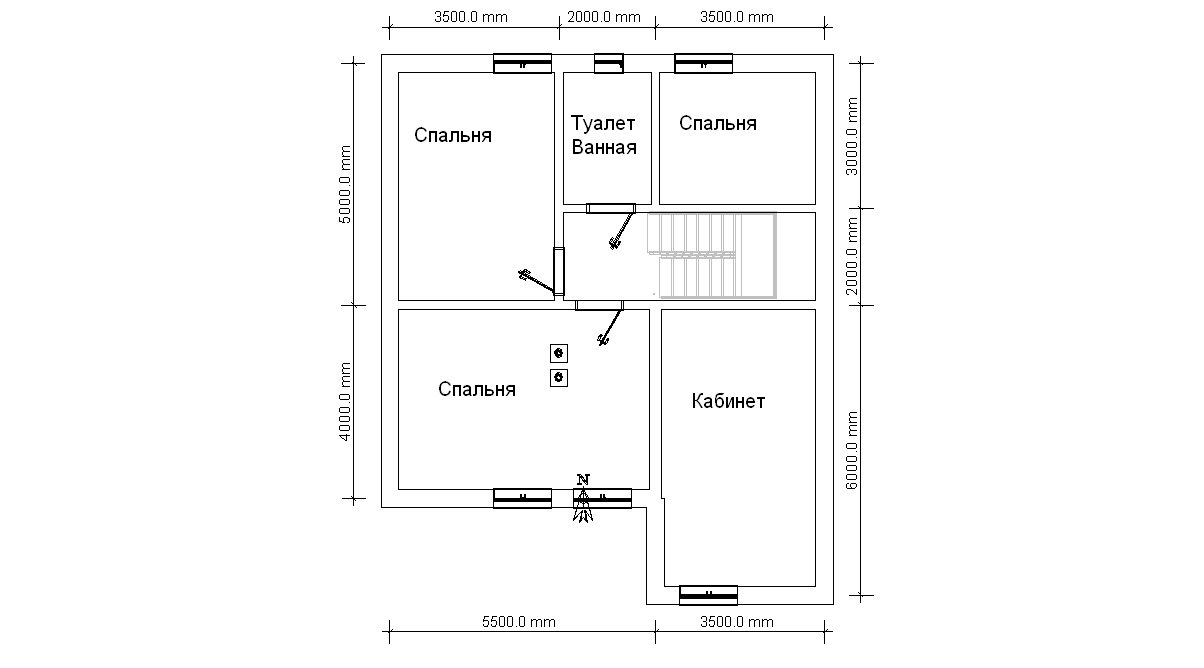 3500.0 mm
2000.0 mm
3500.0 mm
Спальня
Туалет
Ванная
Спальня
5000.0 mm
3000.0 mm
2000.0 mm
Спальня
Кабинет
4000.0 mm
6000.0 mm
N
5500.0 mm
3500.0 mm